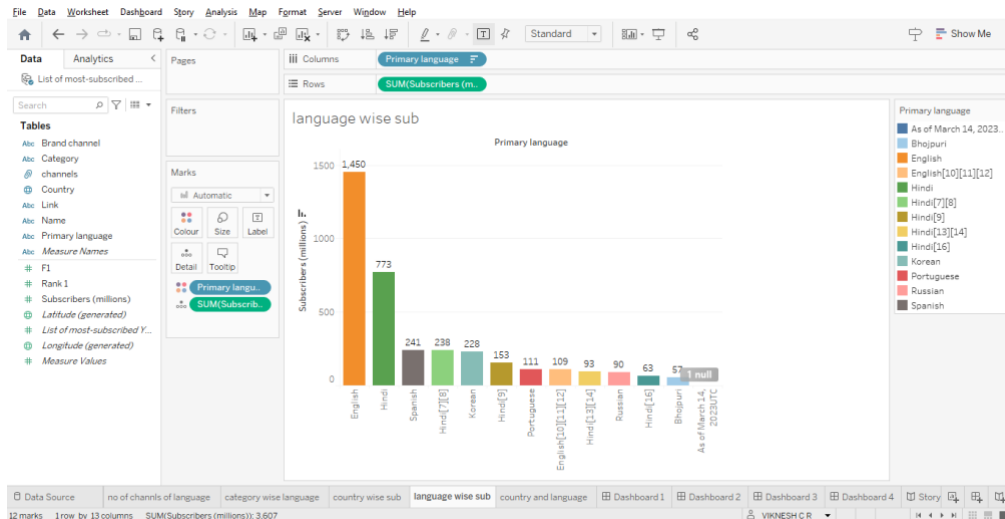 File Data Worksheet Dashboard Story Analysis Map Format Server Window Help
Standard
Show Me
Data Analytics
Pages
Columns Primary language
List of most-subscribed ...
Rows SUM(Subscribers (m..
Search
Filters
language wise sub
Primary language
Tables
Abc Brand channel
Abc Category
channels
Country
Abc Link
Abc Name
Abc Primary language
Abc Measure Names
# F1
# Rank 1
# Subscribers (millions)
Latitude (generated)
# List of most-subscribed Y...
Longitude (generated)
# Measure Values
Marks
Automatic
Colour Size Label
Detail Tooltip
Primary langu..
SUM(Subscrib..
Subscribers (millions)
1500
1000
500
0
1,450
773
241
238
228
153
111
109
93
90
63
57
1 null
English
Hindi
Spanish
Hindi[7][8]
Korean
Hindi[9]
Portuguese
English[10][11][12]
Hindi[13][14]
Russian
Hindi[16]
Bhojpuri
As of March 14,
2023UTC
Primary language
As of March 14, 2023..
Bhojpuri
English
English[10][11][12]
Hindi
Hindi[7][8]
Hindi[9]
Hindi[13][14]
Hindi[16]
Korean
Portuguese
Russian
Spanish
Data Source no of channls of language category wise language country wise sub language wise sub country and language Dashboard 1 Dashboard 2 Dashboard 3 Dashboard 4 Story
12 marks 1 row by 13 columns SUM(Subscribers (millions)): 3,607 VIKNESH C R